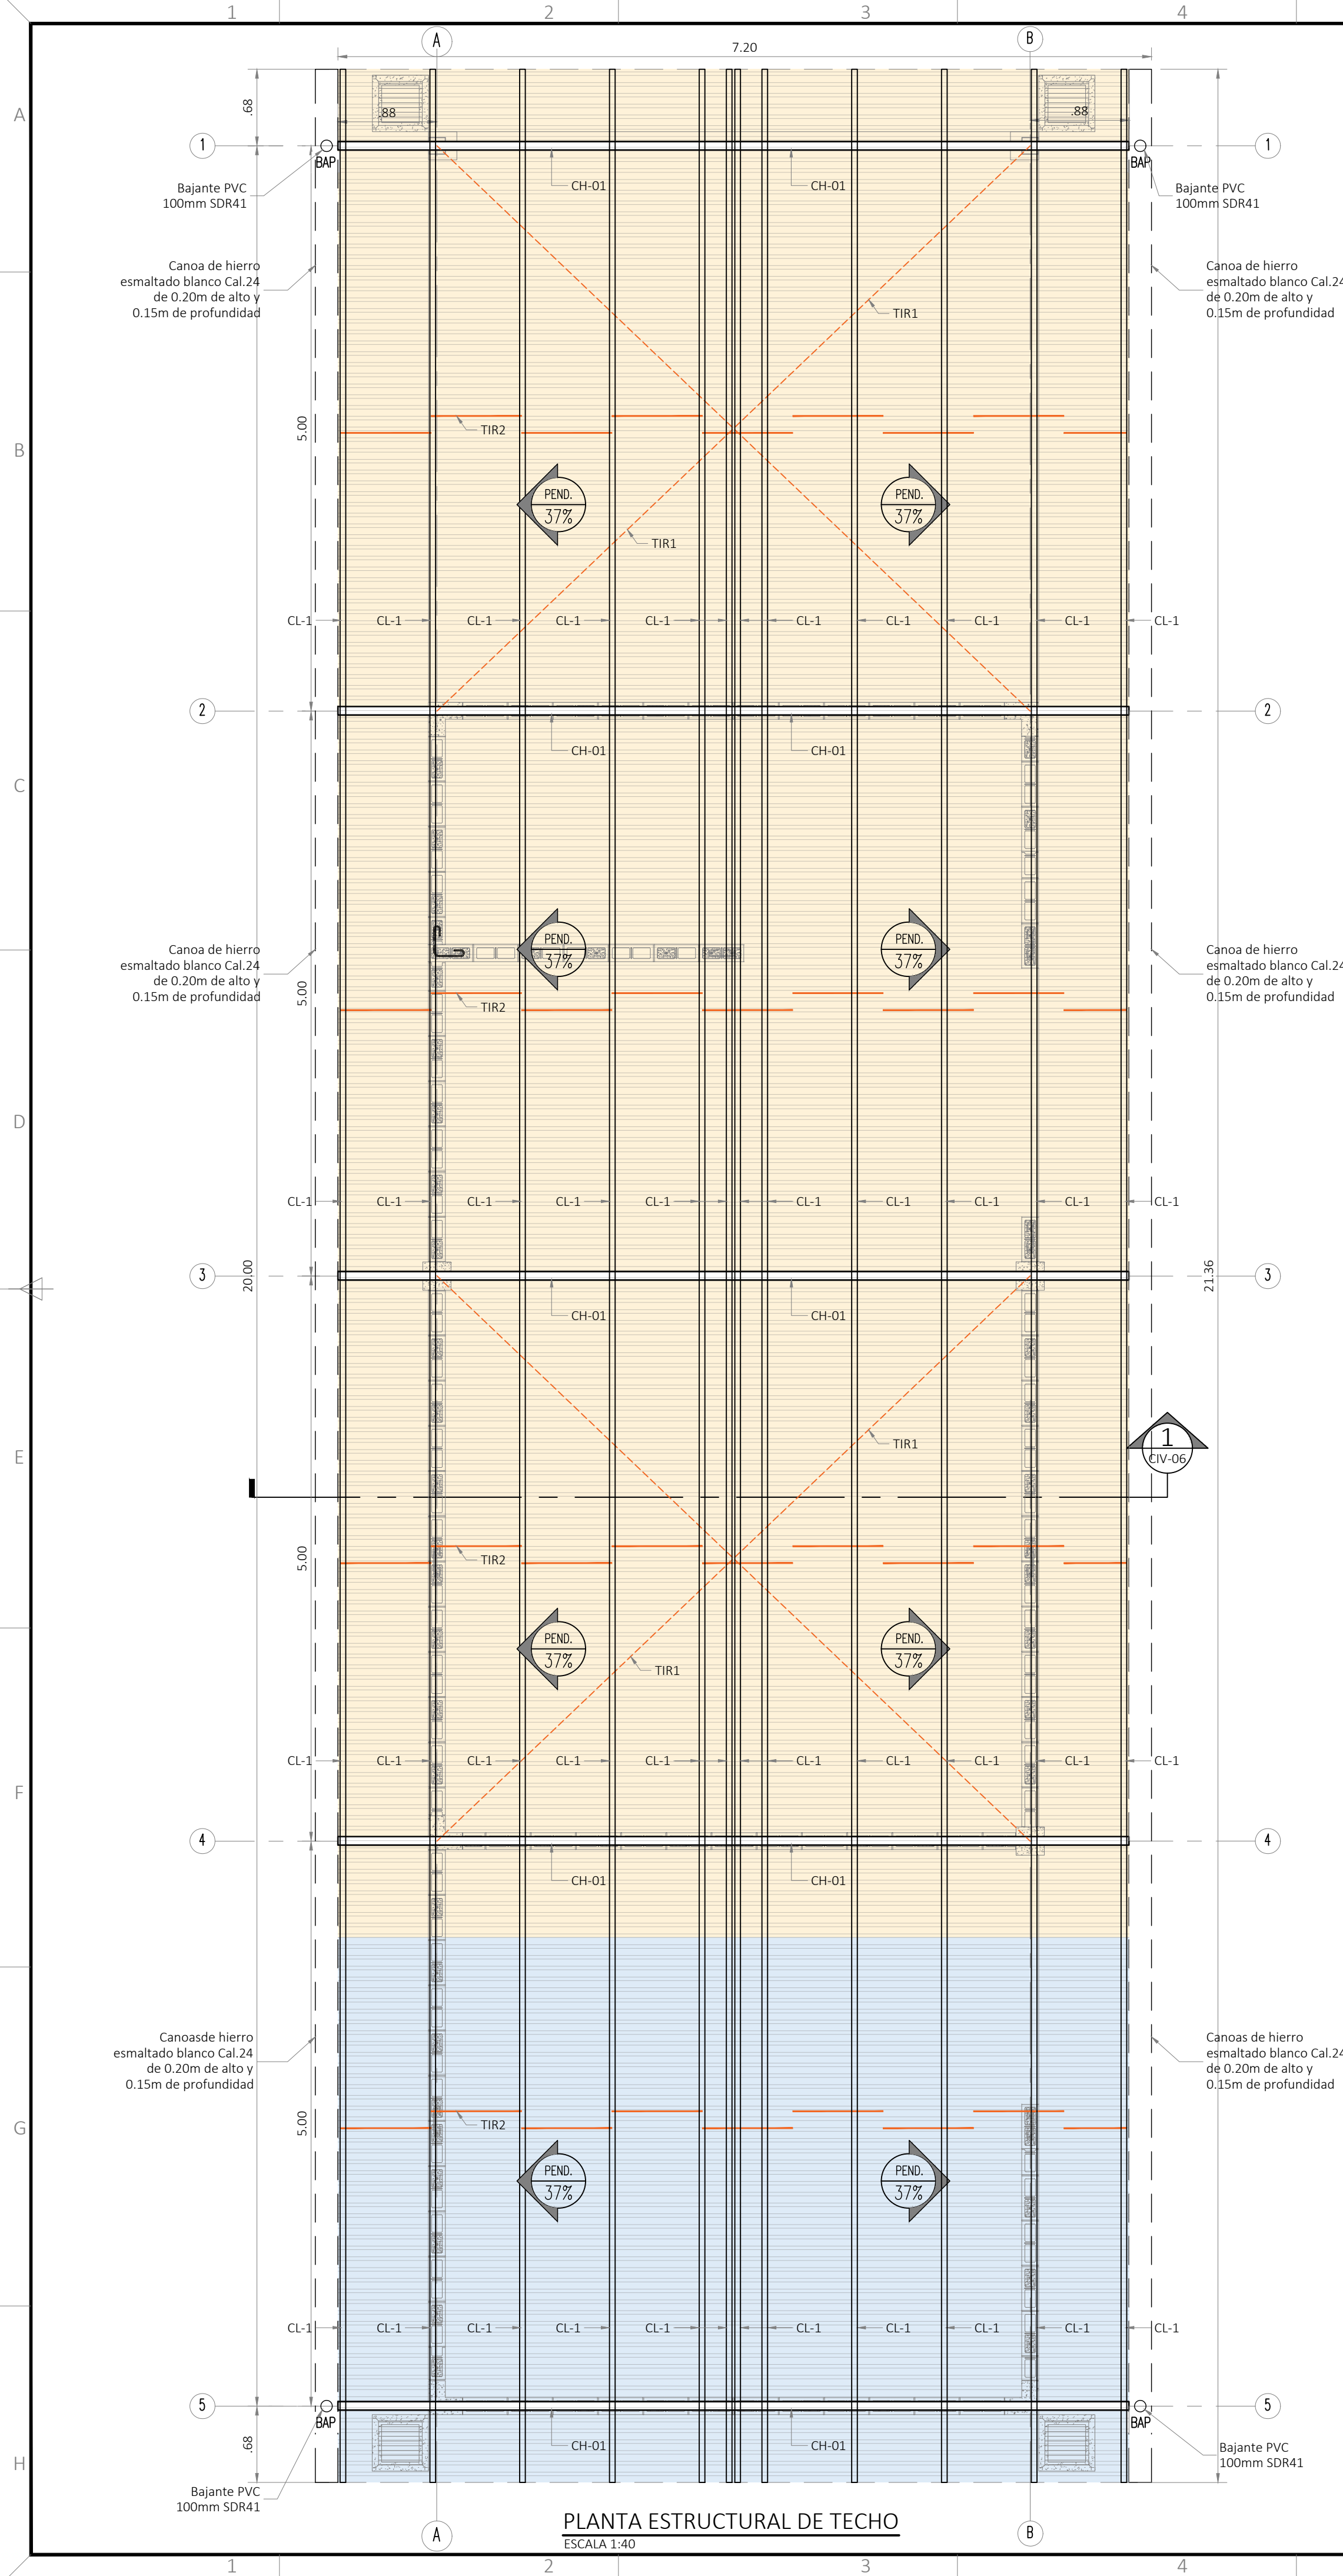 1
2
3
4
A
B
7.20
.68
.88
.88
A
1
1
BAP
BAP
Bajante PVC
100mm SDR41
CH-01
CH-01
Bajante PVC
100mm SDR41
Canoa de hierro
esmaltado blanco Cal.24
de 0.20m de alto y
0.15m de profundidad
Canoa de hierro
esmaltado blanco Cal.24
de 0.20m de alto y
0.15m de profundidad
TIR1
5.00
TIR2
B
PEND.
37%
PEND.
37%
TIR1
CL-1
CL-1
CL-1
CL-1
CL-1
CL-1
CL-1
CL-1
CL-1
CL-1
2
2
CH-01
CH-01
C
Canoa de hierro
esmaltado blanco Cal.24
de 0.20m de alto y
0.15m de profundidad
PEND.
37%
PEND.
37%
Canoa de hierro
esmaltado blanco Cal.24
de 0.20m de alto y
0.15m de profundidad
5.00
TIR2
D
CL-1
CL-1
CL-1
CL-1
CL-1
CL-1
CL-1
CL-1
CL-1
CL-1
20.00
3
3
21.36
CH-01
CH-01
TIR1
1
CIV-06
E
5.00
TIR2
PEND.
37%
PEND.
37%
TIR1
CL-1
CL-1
CL-1
CL-1
CL-1
CL-1
CL-1
CL-1
CL-1
CL-1
F
4
4
CH-01
CH-01
Canoasde hierro
esmaltado blanco Cal.24
de 0.20m de alto y
0.15m de profundidad
Canoas de hierro
esmaltado blanco Cal.24
de 0.20m de alto y
0.15m de profundidad
5.00
TIR2
G
PEND.
37%
PEND.
37%
CL-1
CL-1
CL-1
CL-1
CL-1
CL-1
CL-1
CL-1
CL-1
CL-1
5
5
BAP
BAP
.68
CH-01
CH-01
H
Bajante PVC
100mm SDR41
Bajante PVC
100mm SDR41
A
B
PLANTA ESTRUCTURAL DE TECHO
ESCALA 1:40
1
2
3
4